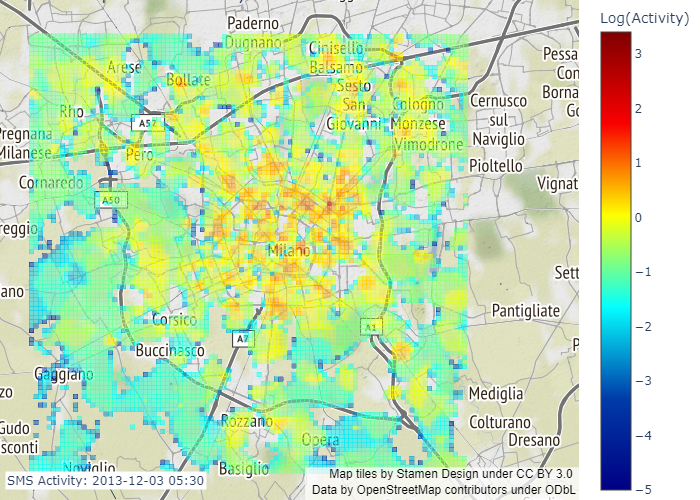 Log(Activity)
3
2
1
0
−1
−2
−3
−4
−5
Paderno
Dugnano
Cinisello
Balsamo
Arese
Bollate
Sesto
San
Giovanni
Cologno
Monzese
Cernusco
sul
Naviglio
Pessa
Con
Borna
Go
Rho
A52
Vimodrone
Pregnana
Milanese
Pero
Pioltello
Cornaredo
Vignat
A50
reggio
Milano
Sett
ano
Pantigliate
Corsico
A1
A7
P
Buccinasco
Gaggiano
zo
Mediglia
Rozzano
Colturano
Gudo
sconti
Opera
Dresano
Noviglio
Basiglio
SMS Activity: 2013-12-03 05:30
Map tiles by Stamen Design under CC BY 3.0
Data by OpenStreetMap contributors under ODbL